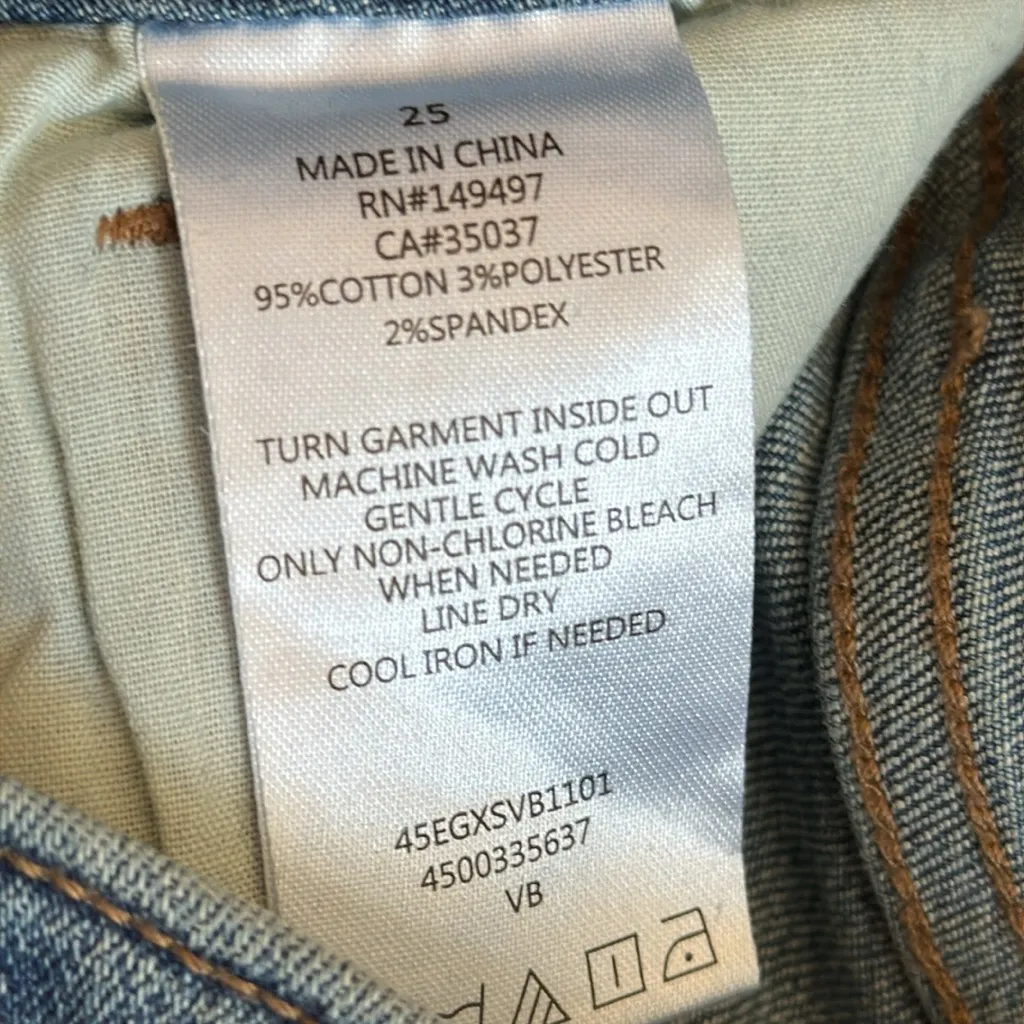 25
MADE IN CHINA
RN#149497
CA#35037
95%COTTON 3%POLYESTER
2%SPANDEX
TURN GARMENT INSIDE OUT
MACHINE WASH COLD
GENTLE CYCLE
ONLY NON-CHLORINE BLEACH
WHEN NEEDED
LINE DRY
COOL IRON IF NEEDED
45EGXSVB1101
4500335637
VB